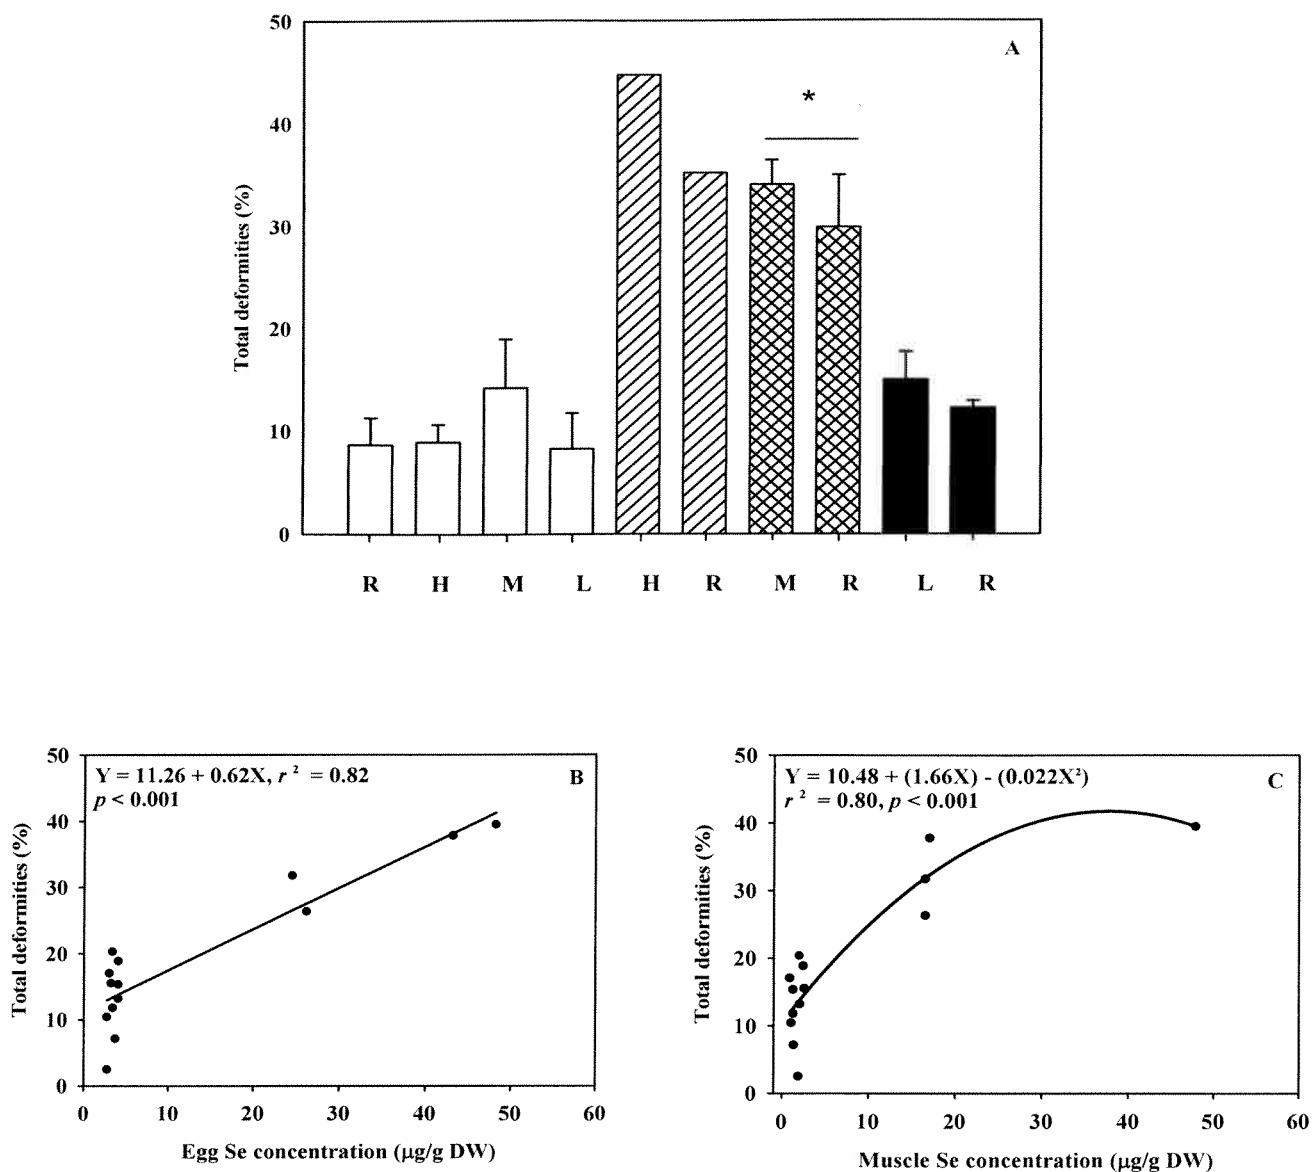 A
*
50
40
30
20
10
0
Total deformities (%)
R H M L H R M R L R
B
Y = 11.26 + 0.62X, r² = 0.82
p < 0.001
50
40
30
20
10
0
Total deformities (%)
0 10 20 30 40 50 60
Egg Se concentration (µg/g DW)
C
Y = 10.48 + (1.66X) - (0.022X²)
r² = 0.80, p < 0.001
50
40
30
20
10
0
Total deformities (%)
0 10 20 30 40 50 60
Muscle Se concentration (µg/g DW)